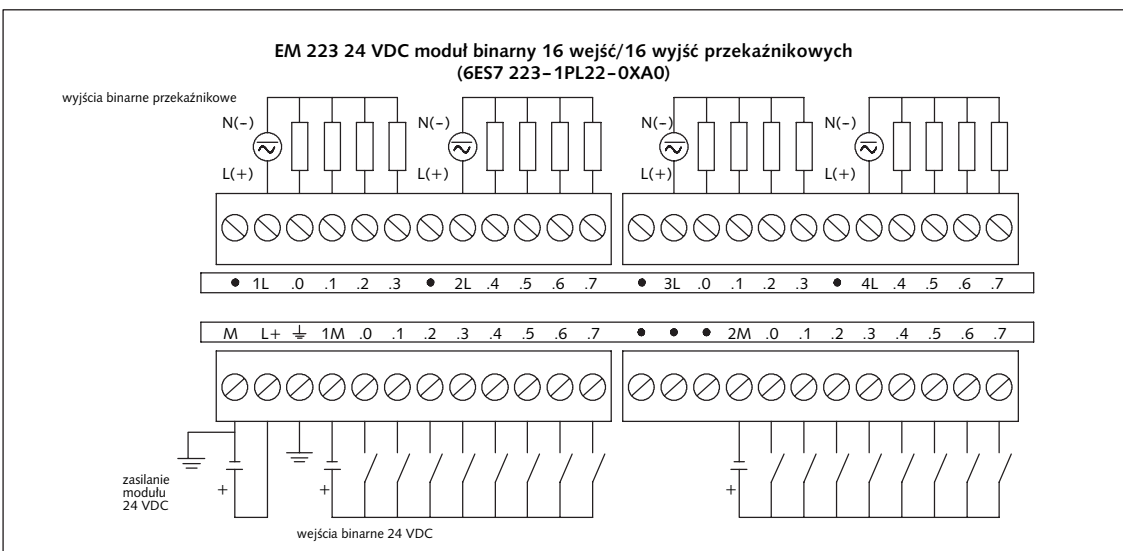 EM 223 24 VDC moduł binarny 16 wejść/16 wyjść przekaźnikowych
(6ES7 223-1PL22-0XA0)
wyjścia binarne przekaźnikowe
N(-) N(-) N(-) N(-)
L(+) L(+) L(+) L(+)
● 1L .0 .1 .2 .3 ● 2L .4 .5 .6 .7 ● 3L .0 .1 .2 .3 ● 4L .4 .5 .6 .7
M L+ ⏚ 1M .0 .1 .2 .3 .4 .5 .6 .7 ● ● ● 2M .0 .1 .2 .3 .4 .5 .6 .7
zasilanie
modułu
24 VDC
+ + +
wejścia binarne 24 VDC